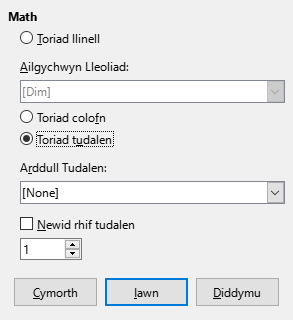 Math
Toriad llinell
Ailgychwyn Lleoliad:
[Dim]
Toriad colofn
Toriad tudalen
Arddull Tudalen:
[None]
Newid rhif tudalen
1
Cymorth Iawn Diddymu